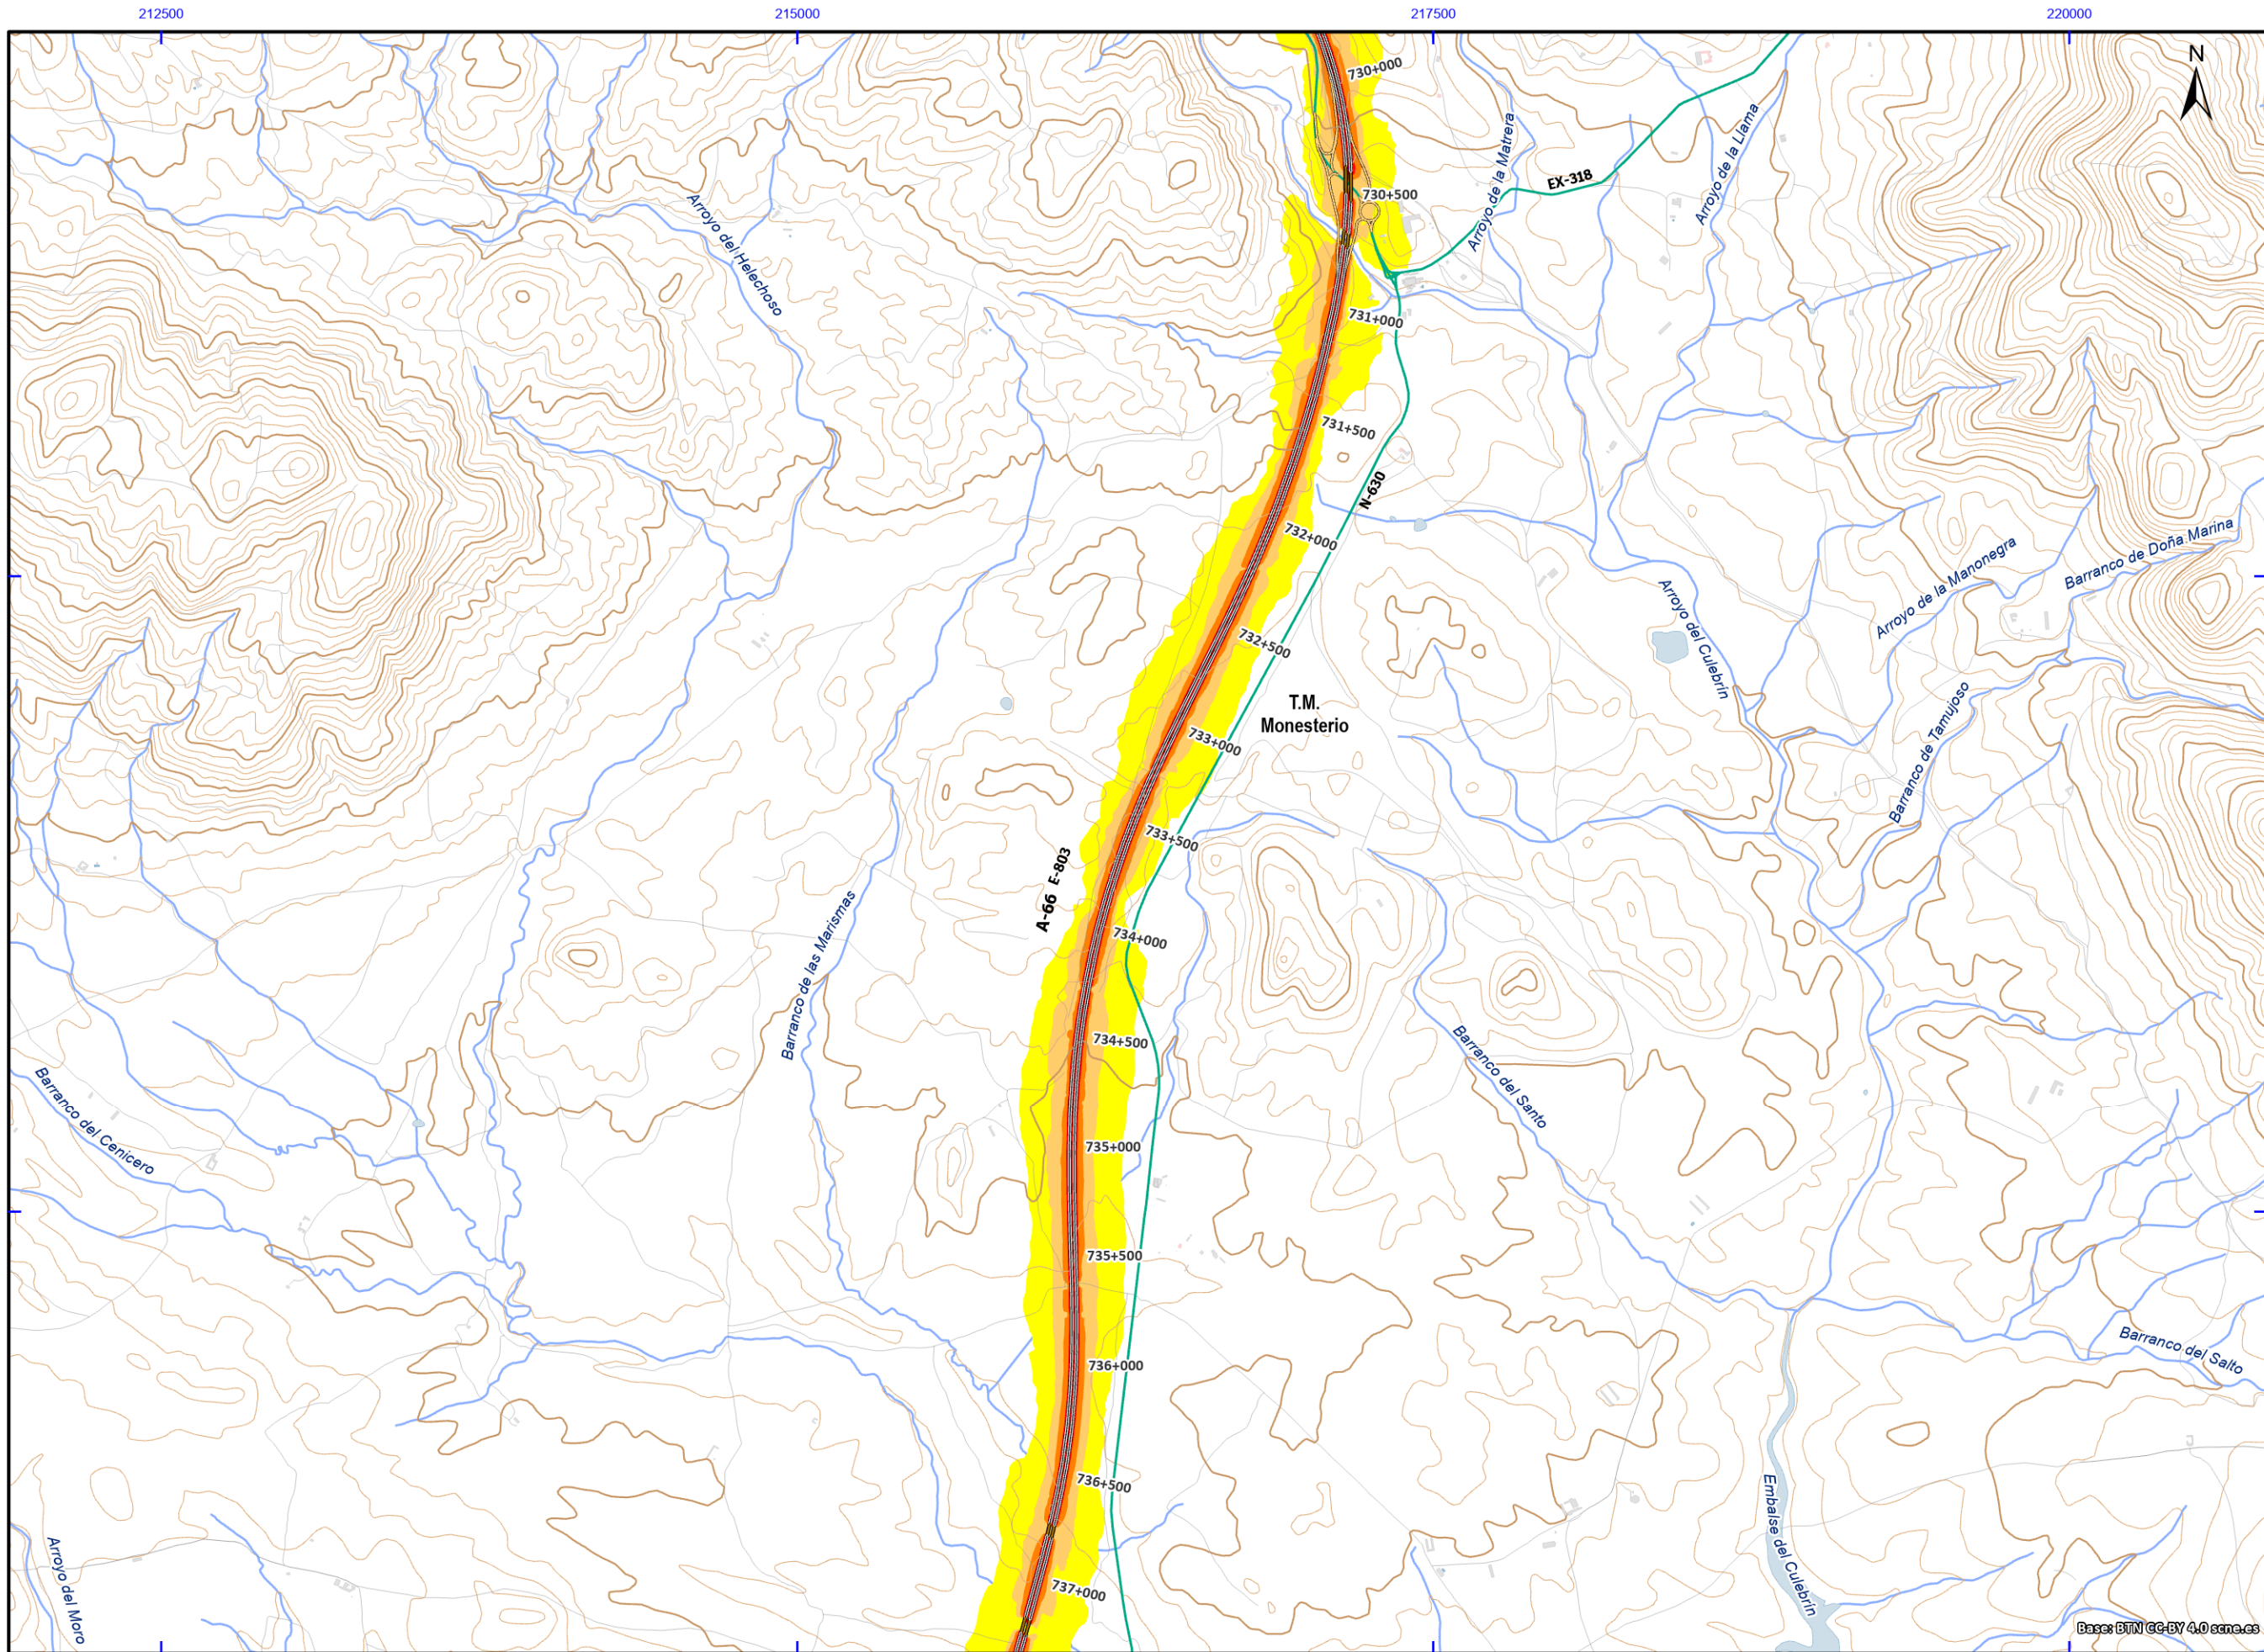 212500
215000
217500
220000
N
730+000
Arroyo de la Matrera
Arroyo de la Llama
EX-318
730+500
Arroyo del Helechoso
731+000
731+500
N-630
732+000
Barranco de Doña Marina
Arroyo de la Manonegra
Arroyo del Culebrín
732+500
T.M.
Monesterio
733+000
Barranco de Tamujoso
733+500
A-66 E-803
Barranco de las Marismas
734+000
734+500
Barranco del Santo
Barranco del Cenicero
735+000
735+500
736+000
Barranco del Salto
736+500
Embalse del Culebrín
Arroyo del Moro
737+000
Base: BTN CC-BY 4.0 scne.es